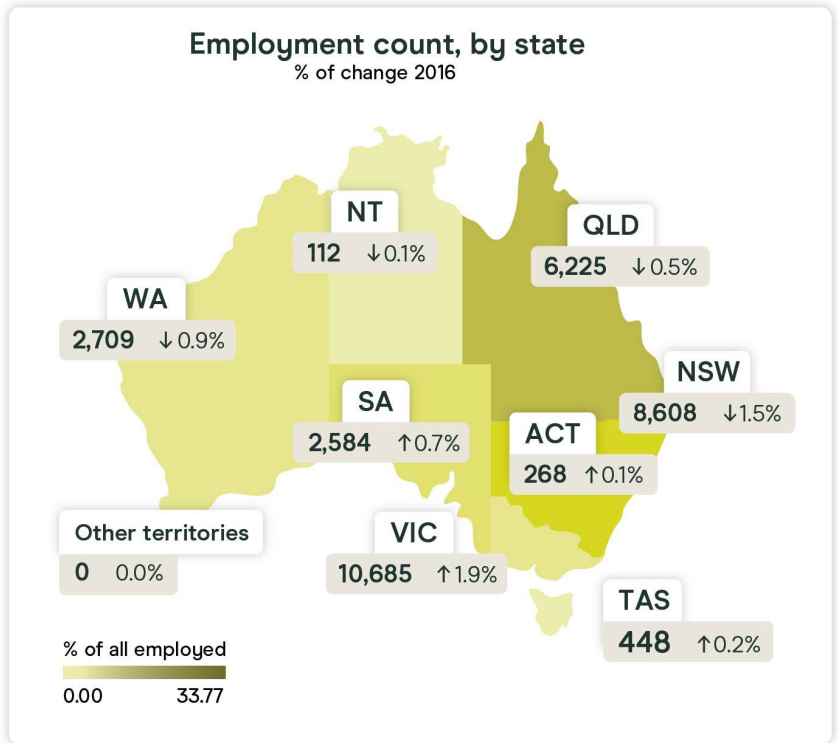 Employment count, by state
% of change 2016
NT
112 ↓0.1%
QLD
6,225 ↓0.5%
WA
2,709 ↓0.9%
NSW
8,608 ↓1.5%
SA
2,584 ↑0.7%
ACT
268 ↑0.1%
Other territories
0 0.0%
VIC
10,685 ↑1.9%
TAS
448 ↑0.2%
% of all employed
0.00 33.77